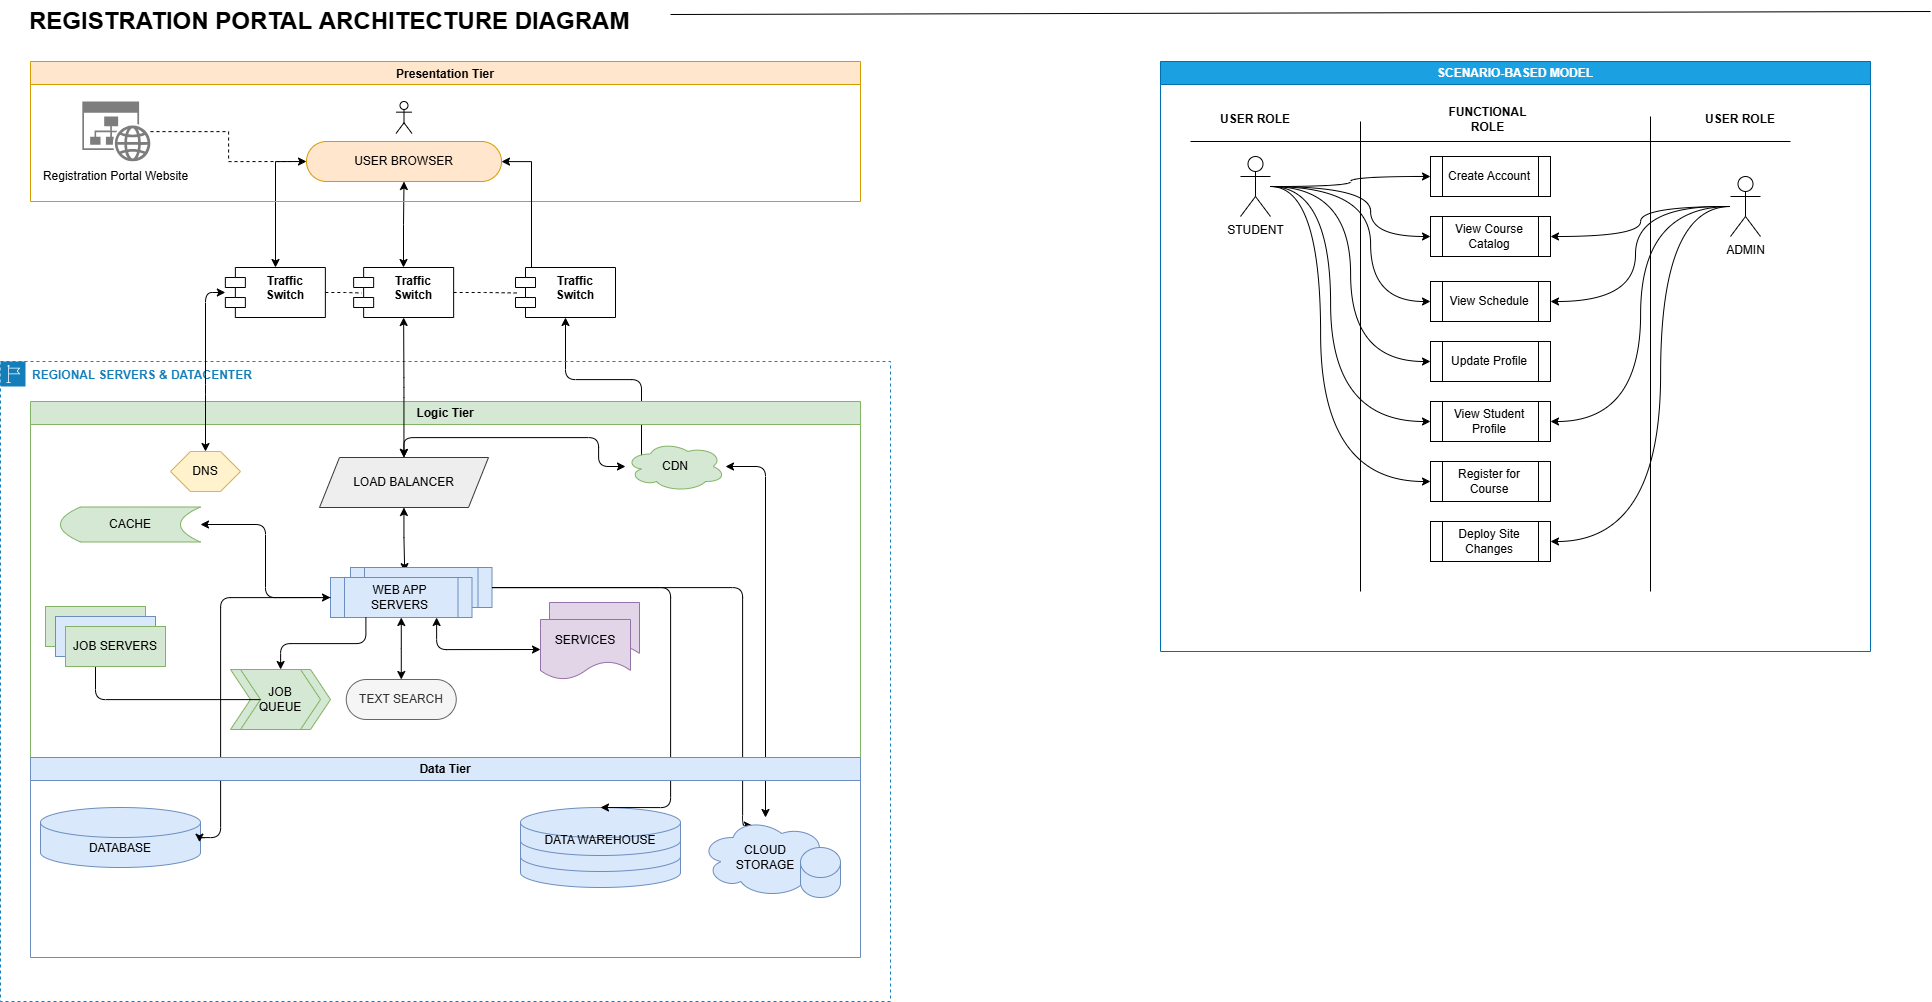 REGISTRATION PORTAL ARCHITECTURE DIAGRAM
Presentation Tier
Registration Portal Website
USER BROWSER
Traffic
Switch
Traffic
Switch
Traffic
Switch
REGIONAL SERVERS & DATACENTER
Logic Tier
DNS
LOAD BALANCER
CDN
CACHE
WEB APP
SERVERS
JOB SERVERS
SERVICES
JOB
QUEUE
TEXT SEARCH
Data Tier
DATABASE
DATA WAREHOUSE
CLOUD
STORAGE
SCENARIO-BASED MODEL
USER ROLE
FUNCTIONAL
ROLE
USER ROLE
STUDENT
ADMIN
Create Account
View Course
Catalog
View Schedule
Update Profile
View Student
Profile
Register for
Course
Deploy Site
Changes